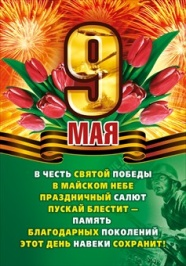 9
МАЯ
В ЧЕСТЬ СВЯТОЙ ПОБЕДЫ
В МАЙСКОМ НЕБЕ
ПРАЗДНИЧНЫЙ САЛЮТ
ПУСКАЙ БЛЕСТИТ —
ПАМЯТЬ
БЛАГОДАРНЫХ ПОКОЛЕНИЙ
ЭТОТ ДЕНЬ НАВЕКИ СОХРАНИТ!